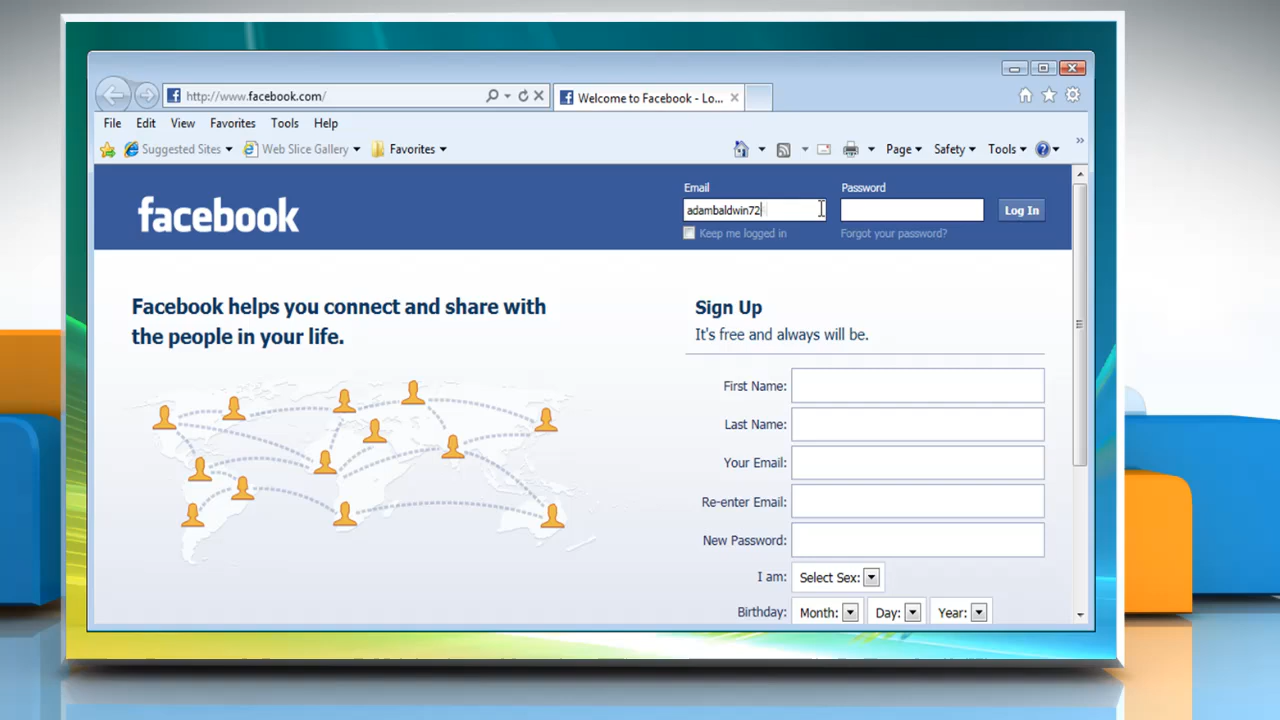 http://www.facebook.com/
Welcome to Facebook - Lo...
File Edit View Favorites Tools Help
Suggested Sites Web Slice Gallery Favorites Page Safety Tools
facebook
Email Password
adambaldwin72
Log In
Keep me logged in Forgot your password?
Facebook helps you connect and share with
the people in your life.
Sign Up
It's free and always will be.
First Name:
Last Name:
Your Email:
Re-enter Email:
New Password:
I am: Select Sex:
Birthday: Month: Day: Year: